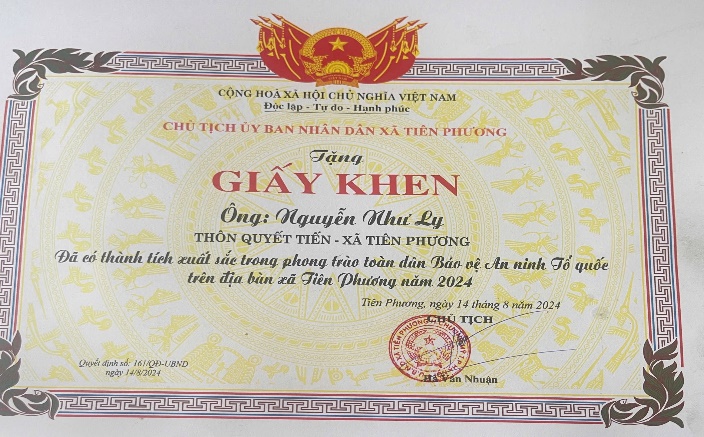 CỘNG HOÀ XÃ HỘI CHỦ NGHĨA VIỆT NAM
Độc lập - Tự do - Hạnh phúc
CHỦ TỊCH ỦY BAN NHÂN DÂN XÃ TIÊN PHƯƠNG
Tặng
GIẤY KHEN
Ông: Nguyễn Như Ly
THÔN QUYẾT TIẾN - XÃ TIÊN PHƯƠNG
Đã có thành tích xuất sắc trong phong trào toàn dân Bảo vệ An ninh Tổ quốc
trên địa bàn xã Tiên Phương năm 2024
Tiên Phương, ngày 14 tháng 8 năm 2024
CHỦ TỊCH
Hà Văn Nhuận
Quyết định số: 161/QĐ-UBND
ngày 14/8/2024